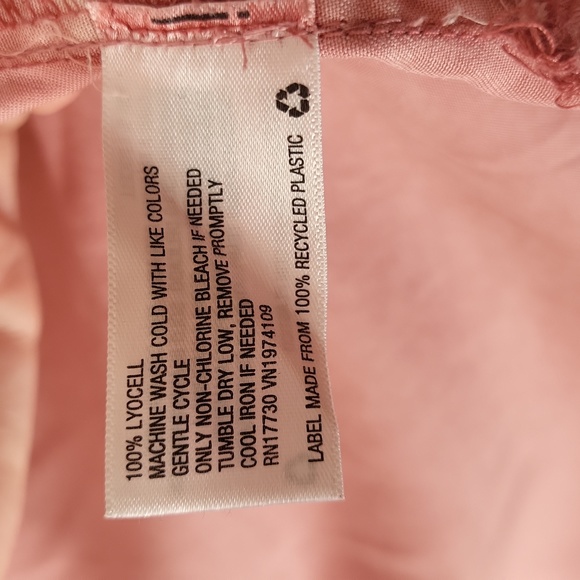 100% LYOCELL
MACHINE WASH COLD WITH LIKE COLORS
GENTLE CYCLE
ONLY NON-CHLORINE BLEACH IF NEEDED
TUMBLE DRY LOW, REMOVE PROMPTLY
COOL IRON IF NEEDED
RN17730 VN1974109
LABEL MADE FROM 100% RECYCLED PLASTIC